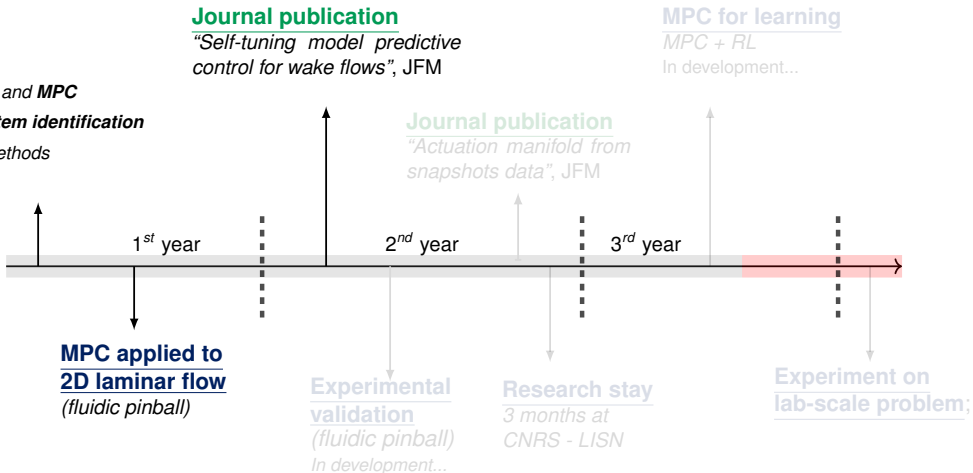 Journal publication
“Self-tuning model predictive
control for wake flows”, JFM
MPC for learning
MPC + RL
In development...
and MPC
tem identification
ethods
Journal publication
“Actuation manifold from
snapshots data”, JFM
1st year
2nd year
3rd year
MPC applied to
2D laminar flow
(fluidic pinball)
Experimental
validation
(fluidic pinball)
In development...
Research stay
3 months at
CNRS - LISN
Experiment on
lab-scale problem;